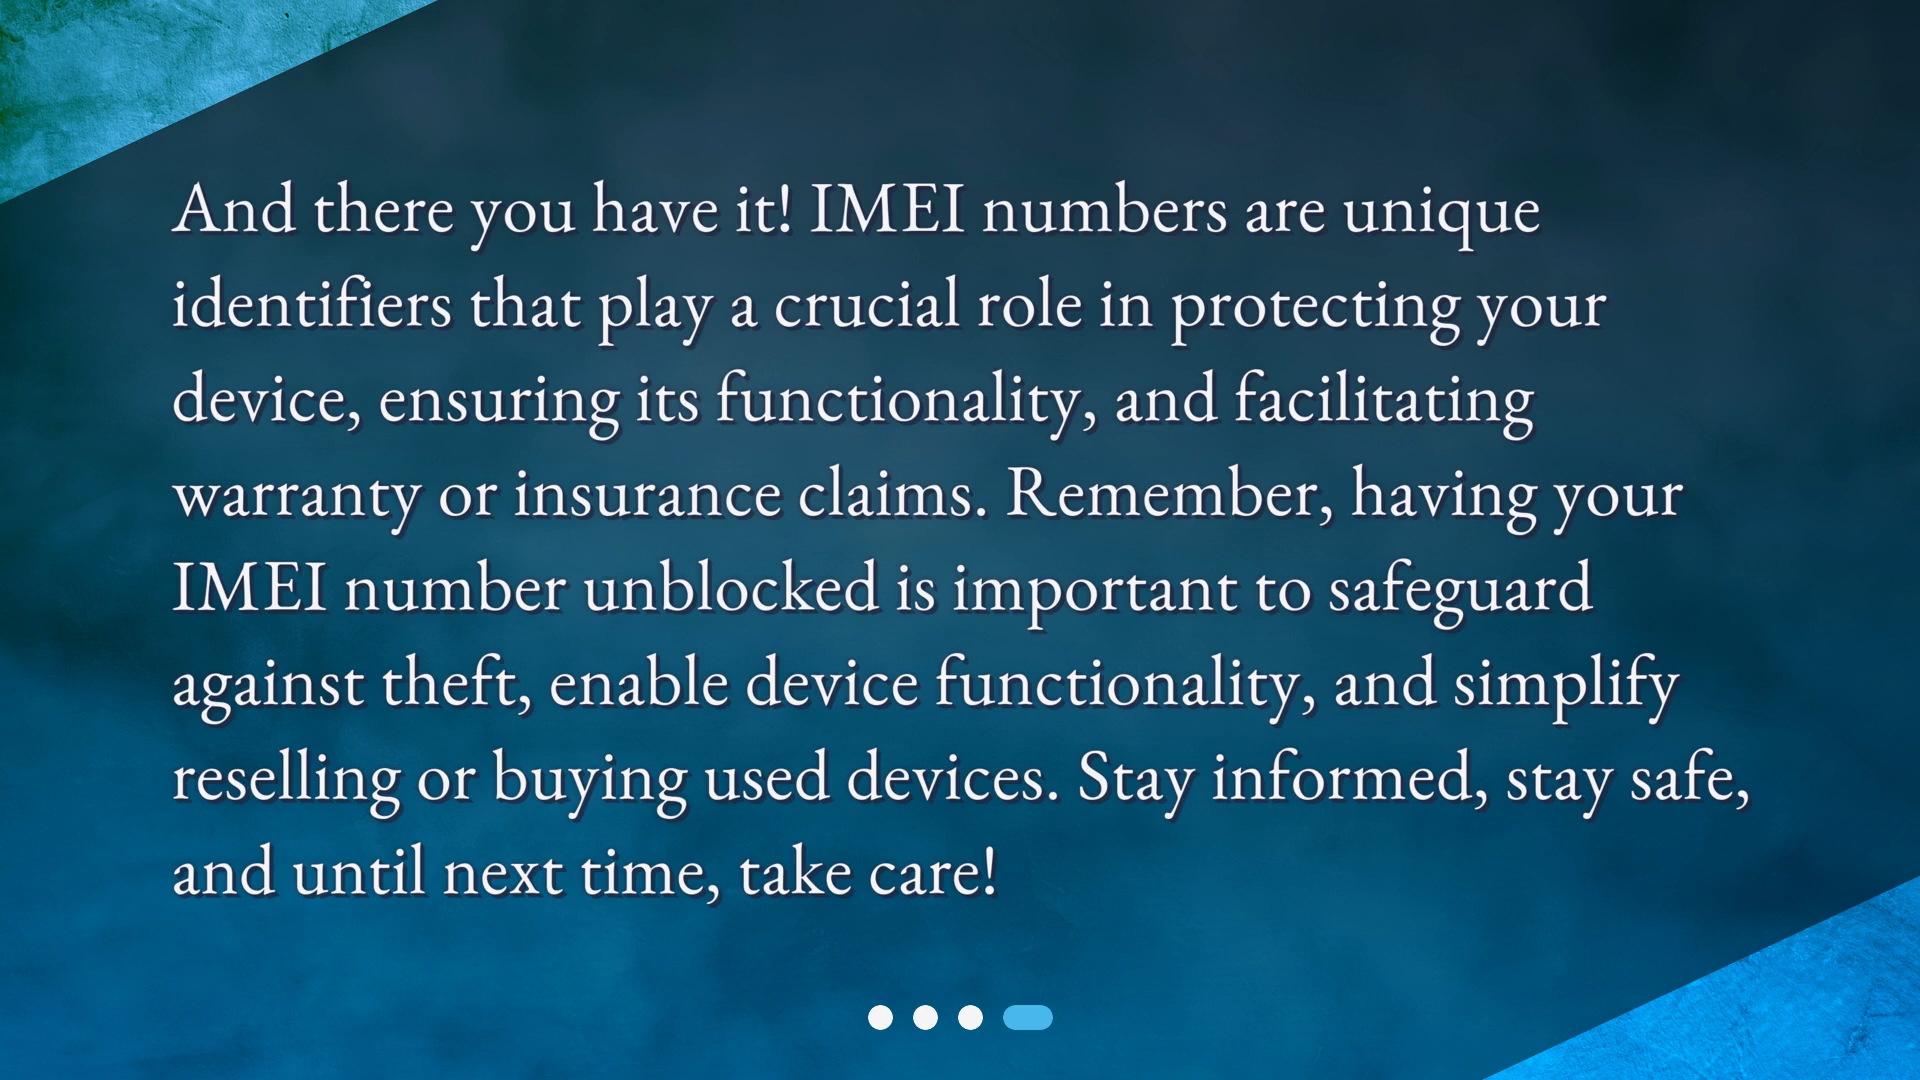 And there you have it! IMEI numbers are unique
identifiers that play a crucial role in protecting your
device, ensuring its functionality, and facilitating
warranty or insurance claims. Remember, having your
IMEI number unblocked is important to safeguard
against theft, enable device functionality, and simplify
reselling or buying used devices. Stay informed, stay safe,
and until next time, take care!